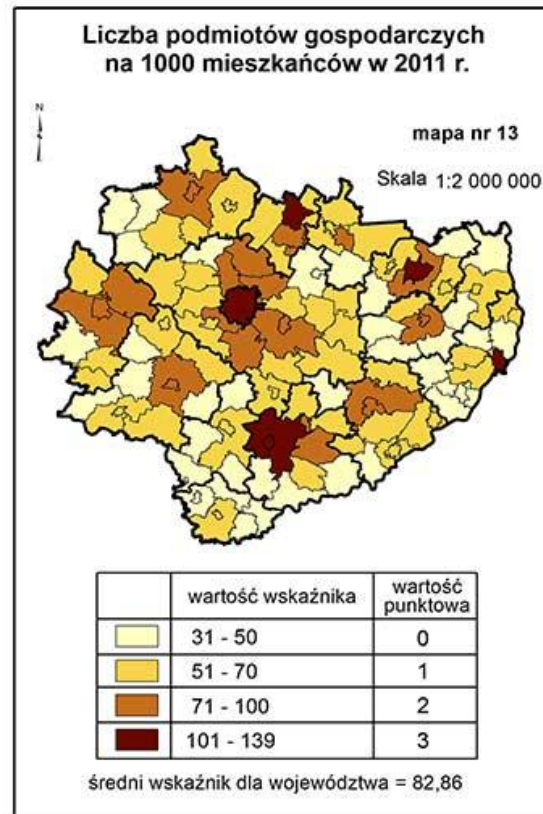 Liczba podmiotów gospodarczych
na 1000 mieszkańców w 2011 r.
N
mapa nr 13
Skala 1:2 000 000
wartość wskaźnika wartość punktowa
31 - 50 0
51 - 70 1
71 - 100 2
101 - 139 3
średni wskaźnik dla województwa = 82,86